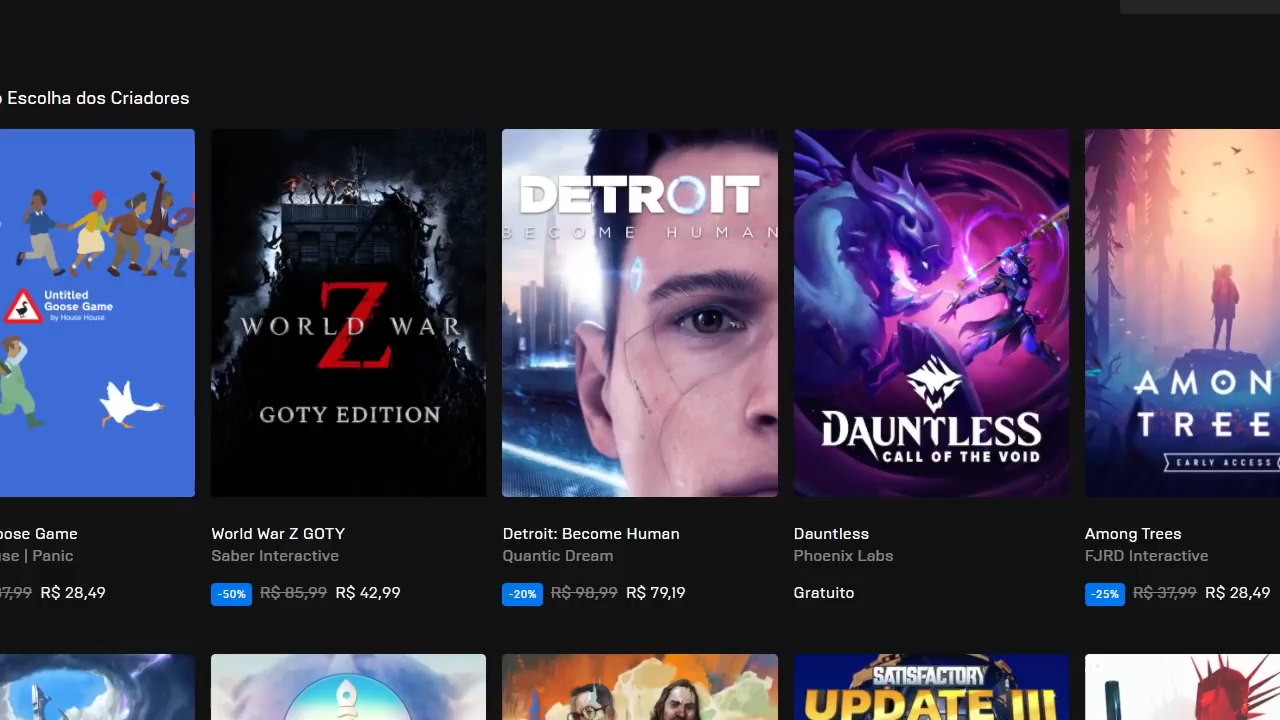 Escolha dos Criadores
Untitled
Goose Game
by House House
WORLD WAR
Z
GOTY EDITION
DETROIT
BECOME HUMAN
DAUNTLESS
CALL OF THE VOID
AMON
TREE
EARLY ACCESS
oose Game
World War Z GOTY
Detroit: Become Human
Dauntless
Among Trees
se | Panic
Saber Interactive
Quantic Dream
Phoenix Labs
FJRD Interactive
37,99 R$ 28,49
-50% R$ 85,99 R$ 42,99
-20% R$ 98,99 R$ 79,19
Gratuito
-25% R$ 37,99 R$ 28,49
SATISFACTORY
UPDATE III